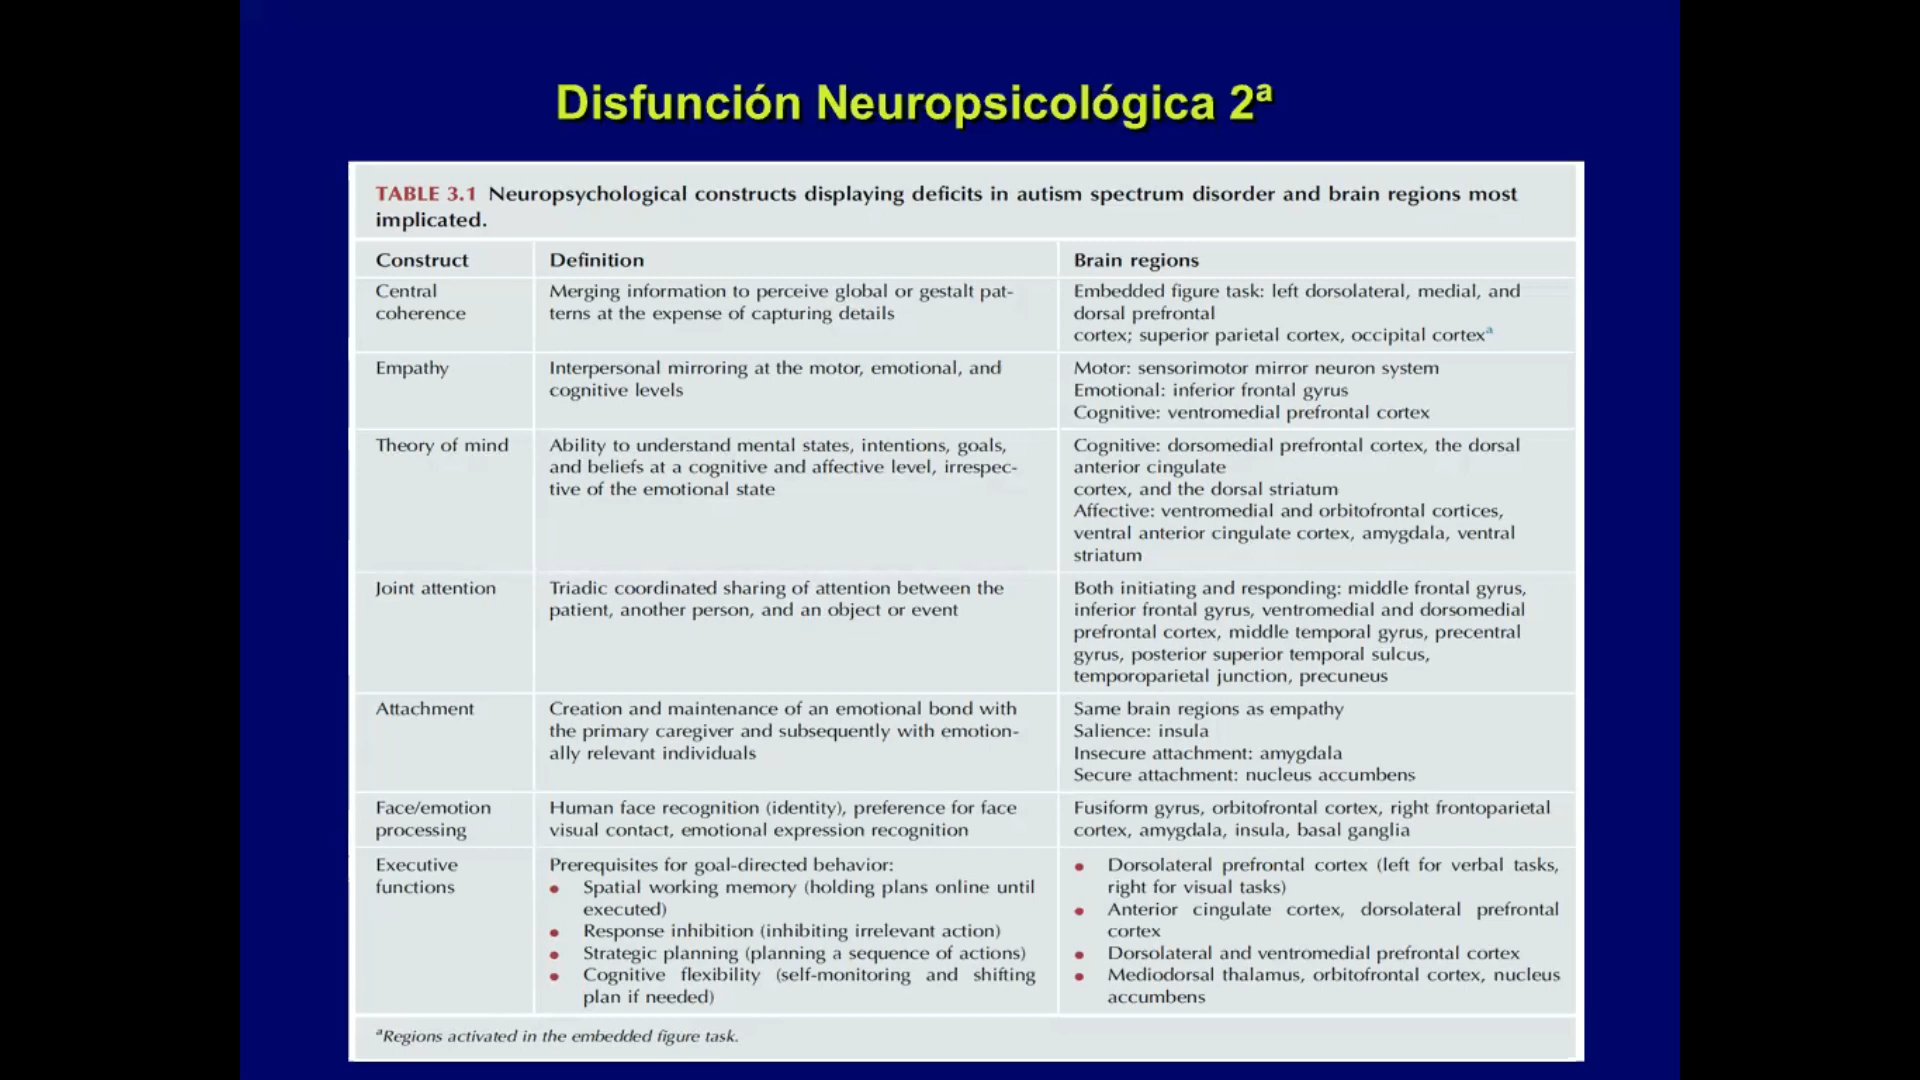 Disfunción Neuropsicológica 2ª
TABLE 3.1 Neuropsychological constructs displaying deficits in autism spectrum disorder and brain regions most
implicated.
Construct
Definition
Brain regions
Central
coherence
Merging information to perceive global or gestalt pat-
terns at the expense of capturing details
Embedded figure task: left dorsolateral, medial, and
dorsal prefrontal
cortex; superior parietal cortex, occipital cortexᵃ
Empathy
Interpersonal mirroring at the motor, emotional, and
cognitive levels
Motor: sensorimotor mirror neuron system
Emotional: inferior frontal gyrus
Cognitive: ventromedial prefrontal cortex
Theory of mind
Ability to understand mental states, intentions, goals,
and beliefs at a cognitive and affective level, irrespec-
tive of the emotional state
Cognitive: dorsomedial prefrontal cortex, the dorsal
anterior cingulate
cortex, and the dorsal striatum
Affective: ventromedial and orbitofrontal cortices,
ventral anterior cingulate cortex, amygdala, ventral
striatum
Joint attention
Triadic coordinated sharing of attention between the
patient, another person, and an object or event
Both initiating and responding: middle frontal gyrus,
inferior frontal gyrus, ventromedial and dorsomedial
prefrontal cortex, middle temporal gyrus, precentral
gyrus, posterior superior temporal sulcus,
temporoparietal junction, precuneus
Attachment
Creation and maintenance of an emotional bond with
the primary caregiver and subsequently with emotion-
ally relevant individuals
Same brain regions as empathy
Salience: insula
Insecure attachment: amygdala
Secure attachment: nucleus accumbens
Face/emotion
processing
Human face recognition (identity), preference for face
visual contact, emotional expression recognition
Fusiform gyrus, orbitofrontal cortex, right frontoparietal
cortex, amygdala, insula, basal ganglia
Executive
functions
Prerequisites for goal-directed behavior:
• Spatial working memory (holding plans online until
executed)
• Response inhibition (inhibiting irrelevant action)
• Strategic planning (planning a sequence of actions)
• Cognitive flexibility (self-monitoring and shifting
plan if needed)
• Dorsolateral prefrontal cortex (left for verbal tasks,
right for visual tasks)
• Anterior cingulate cortex, dorsolateral prefrontal
cortex
• Dorsolateral and ventromedial prefrontal cortex
• Mediodorsal thalamus, orbitofrontal cortex, nucleus
accumbens
ᵃRegions activated in the embedded figure task.